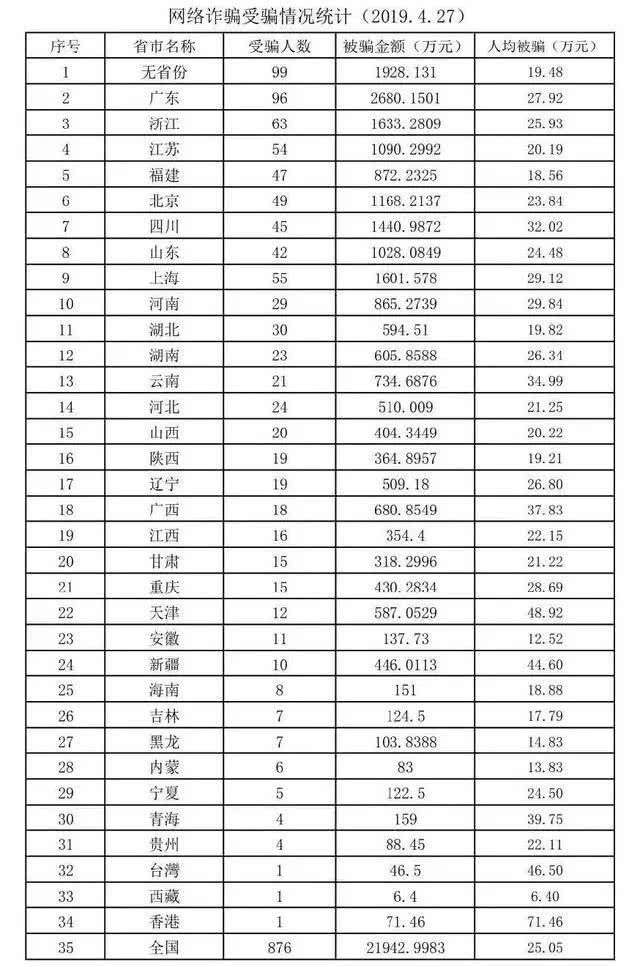 网络诈骗受骗情况统计（2019.4.27）
序号 省市名称 受骗人数 被骗金额（万元） 人均被骗（万元）
1 无省份 99 1928.131 19.48
2 广东 96 2680.1501 27.92
3 浙江 63 1633.2809 25.93
4 江苏 54 1090.2992 20.19
5 福建 47 872.2325 18.56
6 北京 49 1168.2137 23.84
7 四川 45 1440.9872 32.02
8 山东 42 1028.0849 24.48
9 上海 55 1601.578 29.12
10 河南 29 865.2739 29.84
11 湖北 30 594.51 19.82
12 湖南 23 605.8588 26.34
13 云南 21 734.6876 34.99
14 河北 24 510.009 21.25
15 山西 20 404.3449 20.22
16 陕西 19 364.8957 19.21
17 辽宁 19 509.18 26.80
18 广西 18 680.8549 37.83
19 江西 16 354.4 22.15
20 甘肃 15 318.2996 21.22
21 重庆 15 430.2834 28.69
22 天津 12 587.0529 48.92
23 安徽 11 137.73 12.52
24 新疆 10 446.0113 44.60
25 海南 8 151 18.88
26 吉林 7 124.5 17.79
27 黑龙 7 103.8388 14.83
28 内蒙 6 83 13.83
29 宁夏 5 122.5 24.50
30 青海 4 159 39.75
31 贵州 4 88.45 22.11
32 台灣 1 46.5 46.50
33 西藏 1 6.4 6.40
34 香港 1 71.46 71.46
35 全国 876 21942.9983 25.05